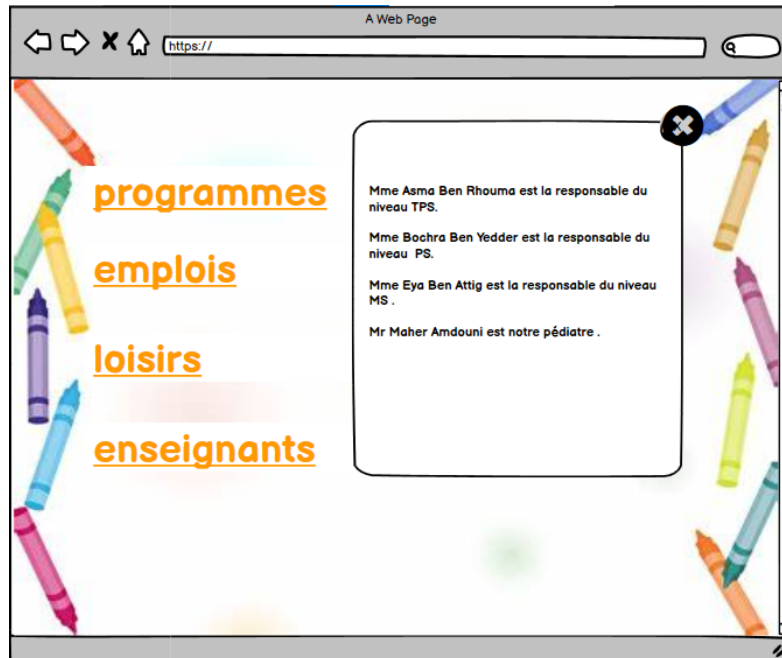 A Web Page
https://
programmes
emplois
loisirs
enseignants
Mme Asma Ben Rhouma est la responsable du
niveau TPS.
Mme Bochra Ben Yedder est la responsable du
niveau PS.
Mme Eya Ben Attig est la responsable du niveau
MS .
Mr Maher Amdouni est notre pédiatre .